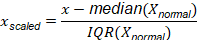 x_scaled = (x − median(X_normal)) / IQR(X_normal)